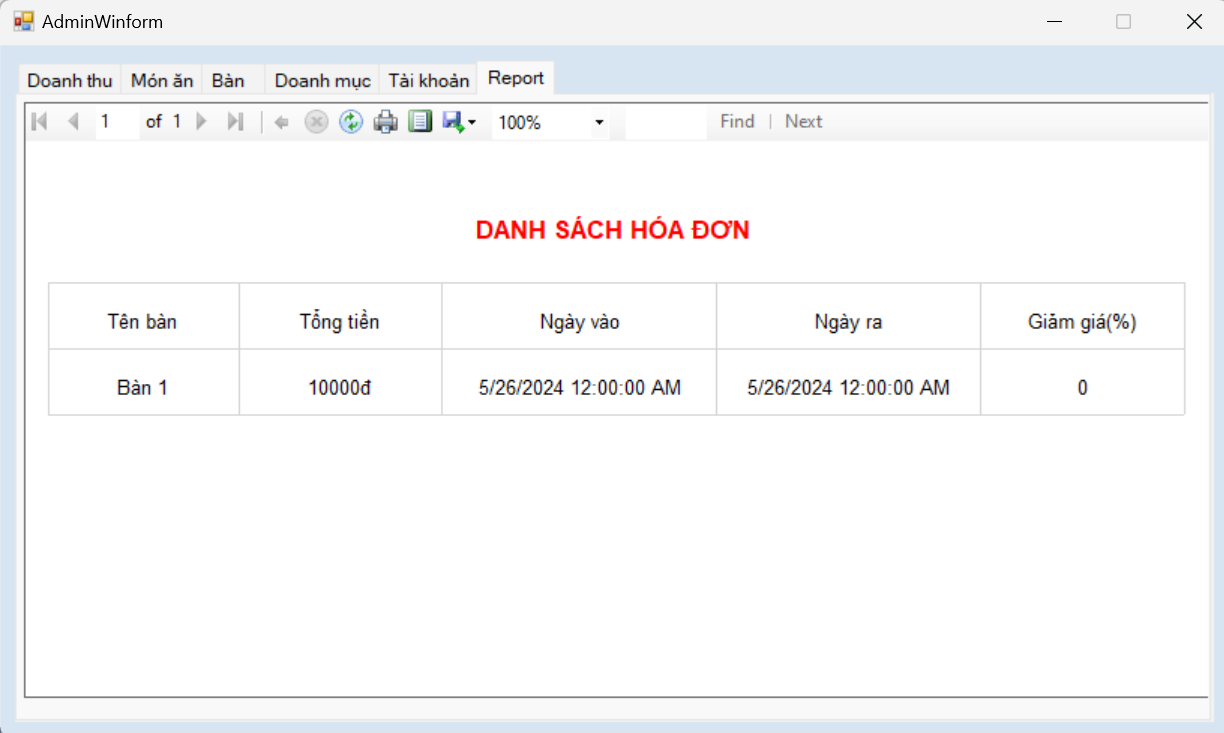 AdminWinform
Doanh thu Món ăn Bàn Doanh mục Tài khoản Report
1 of 1 100% Find | Next
DANH SÁCH HÓA ĐƠN
Tên bàn Tổng tiền Ngày vào Ngày ra Giảm giá(%)
Bàn 1 10000đ 5/26/2024 12:00:00 AM 5/26/2024 12:00:00 AM 0